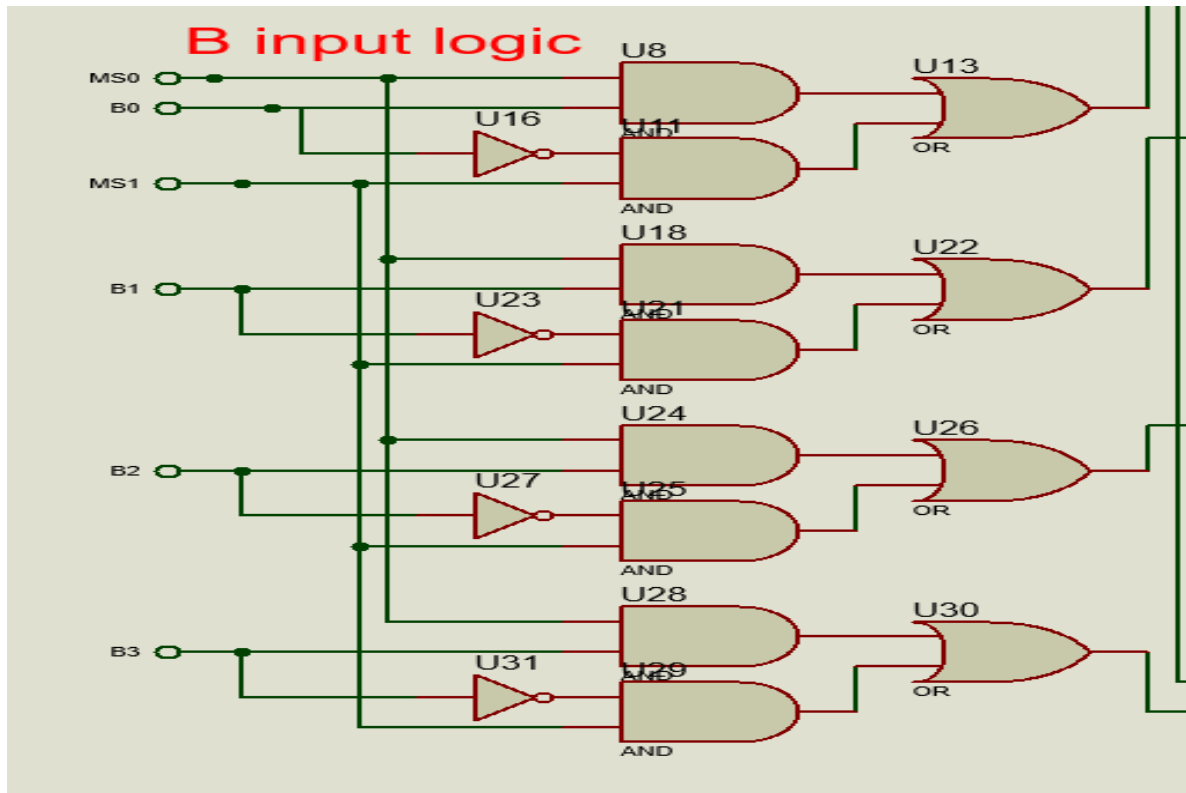 B input logic
U8
MS0
U13
B0
U16
U11
AND
OR
MS1
AND
U18
U22
B1
U23
U21
AND
OR
AND
U24
U26
B2
U27
U25
AND
OR
AND
U28
U30
B3
U31
U29
AND
OR
AND